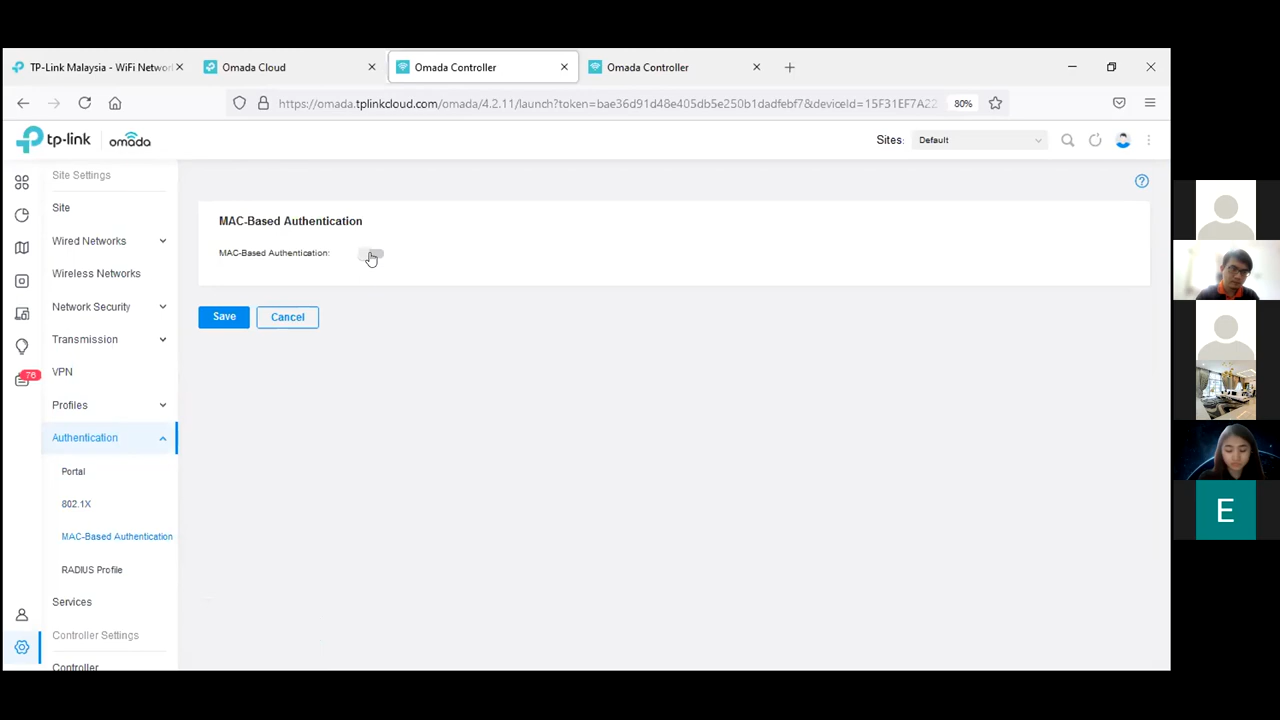 TP-Link Malaysia - WiFi Networ
Omada Cloud
Omada Controller
Omada Controller
https://omada.tplinkcloud.com/omada/4.2.11/launch?token=bae36d91d48e405db5e250b1dadfebf7&deviceId=15F31EF7A22
80%
tp-link
omada
Sites:
Default
Site Settings
Site
Wired Networks
Wireless Networks
Network Security
Transmission
VPN
76
Profiles
Authentication
Portal
802.1X
MAC-Based Authentication
RADIUS Profile
Services
Controller Settings
Controller
MAC-Based Authentication
MAC-Based Authentication:
Save
Cancel
E